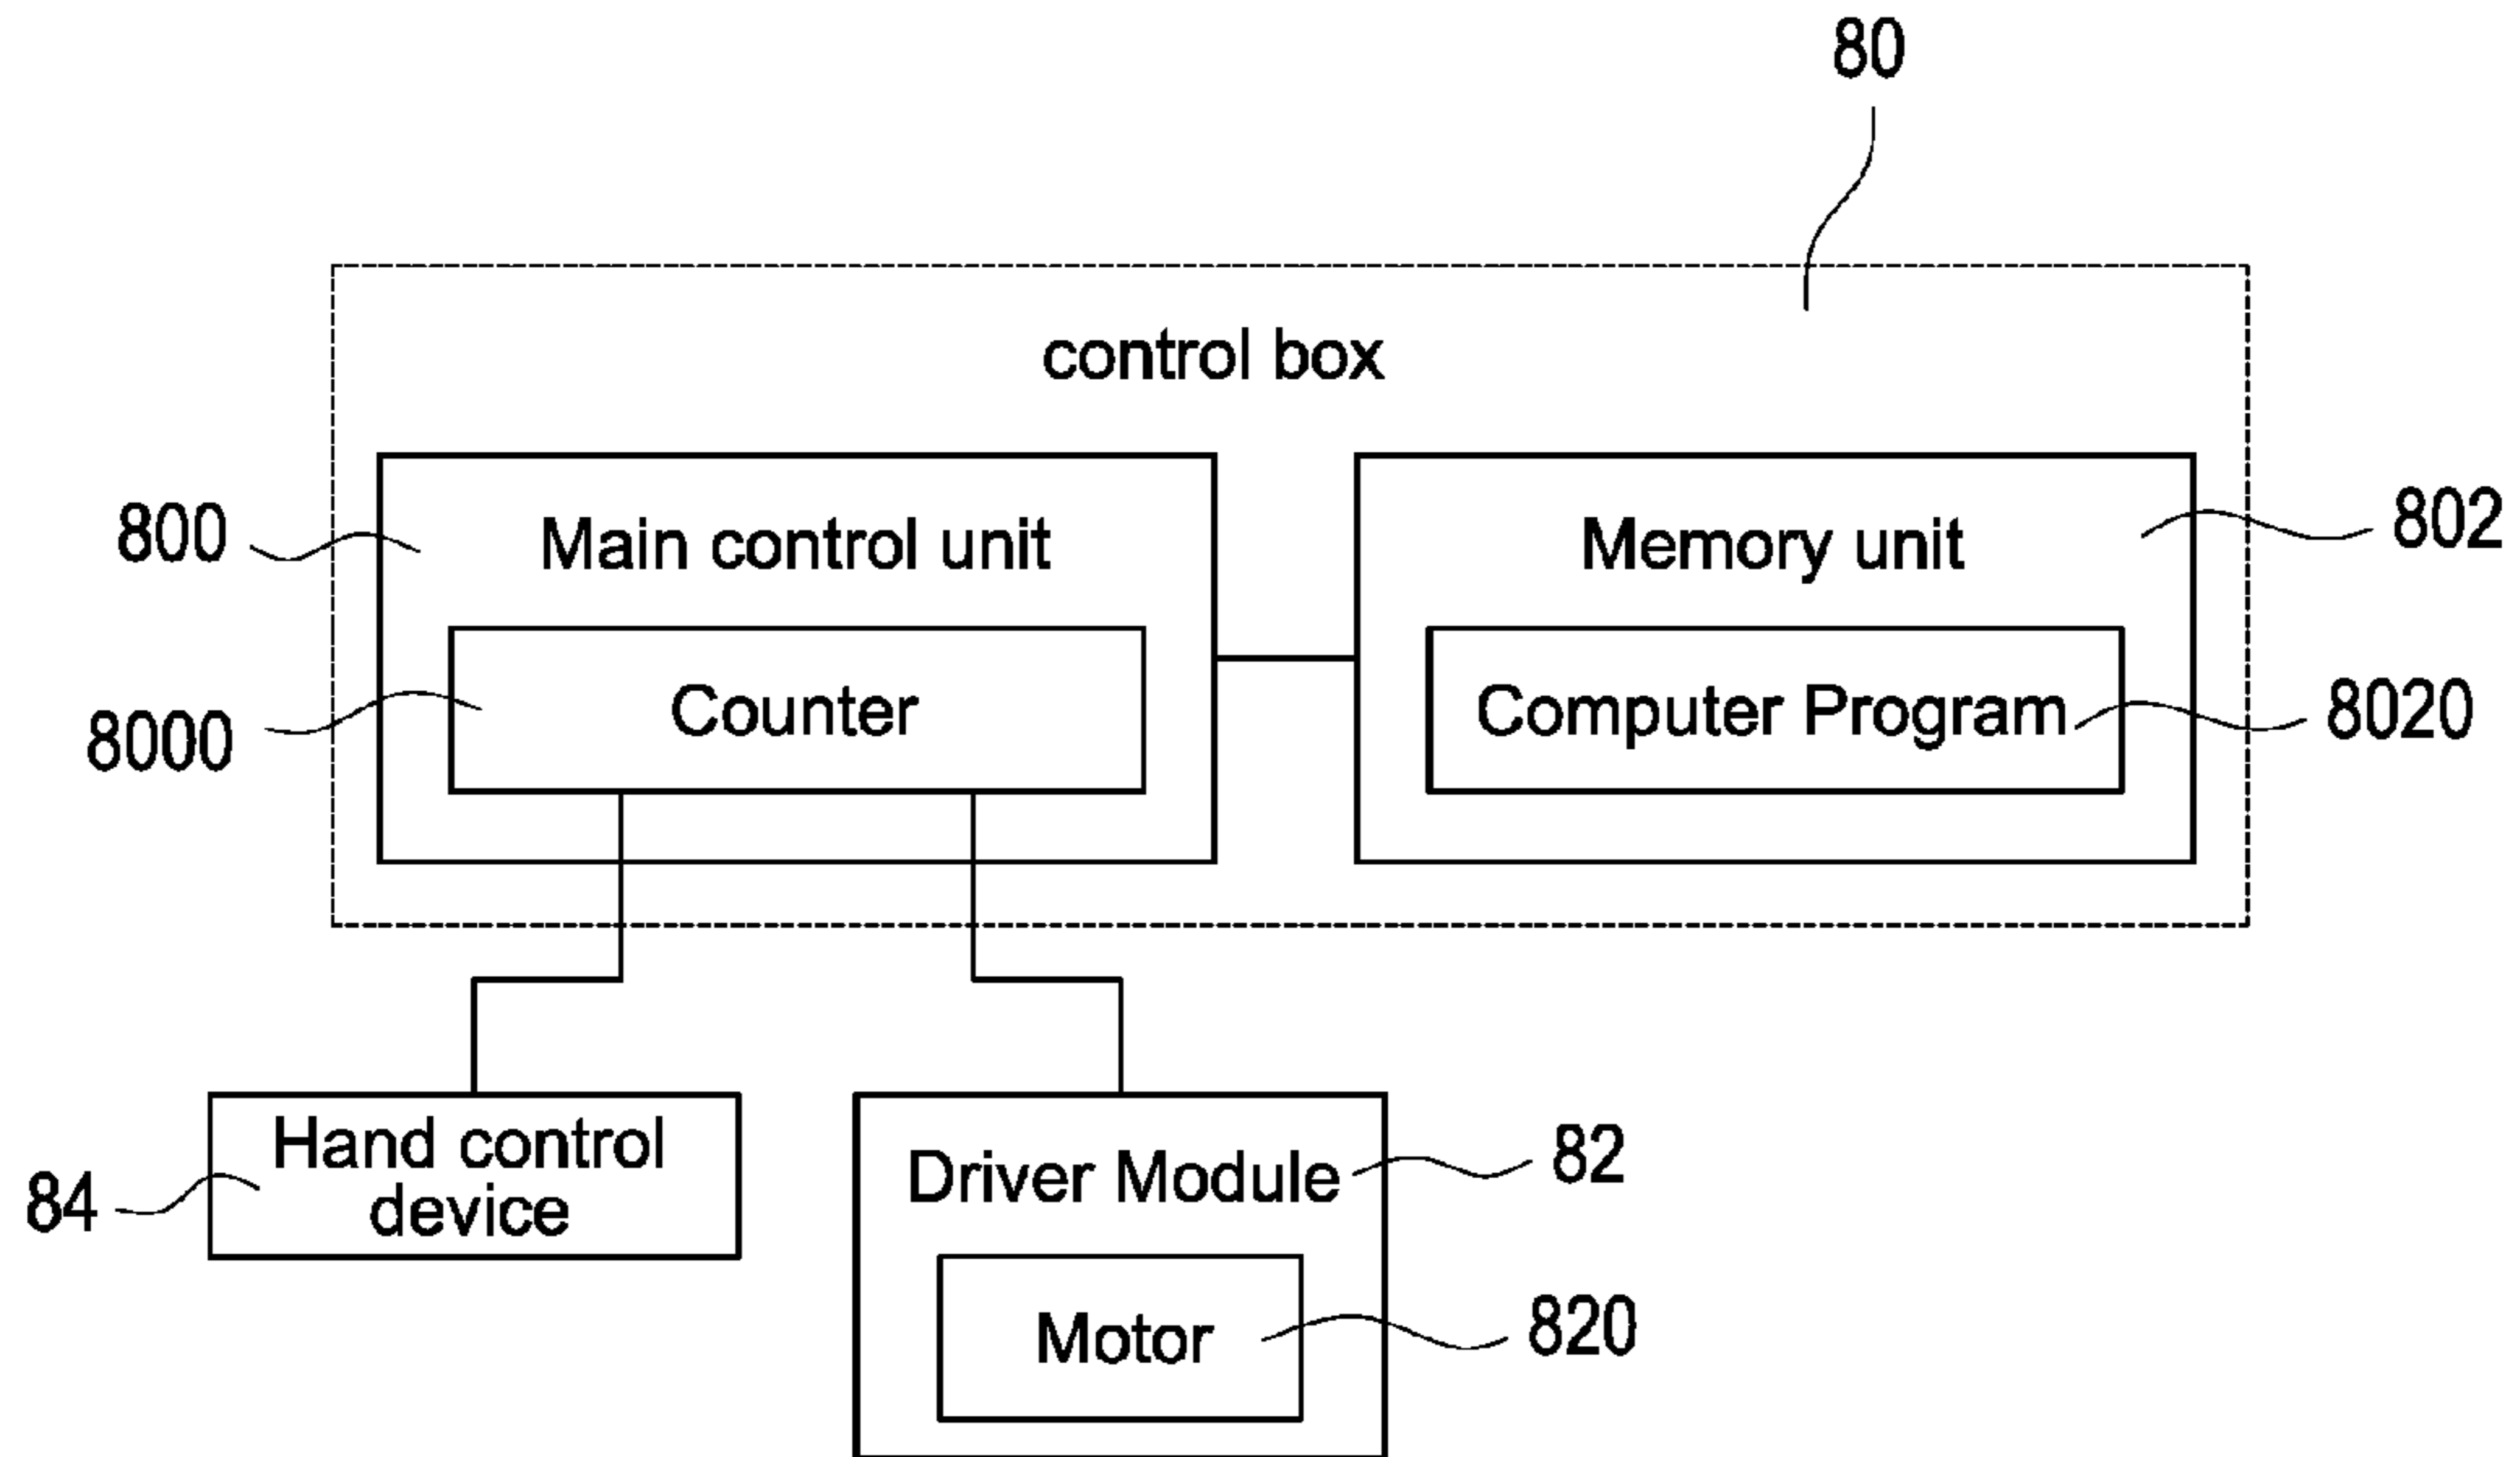 80
control box
800
Main control unit
Memory unit
802
8000
Counter
Computer Program
8020
Hand control
device
84
Driver Module
82
Motor
820